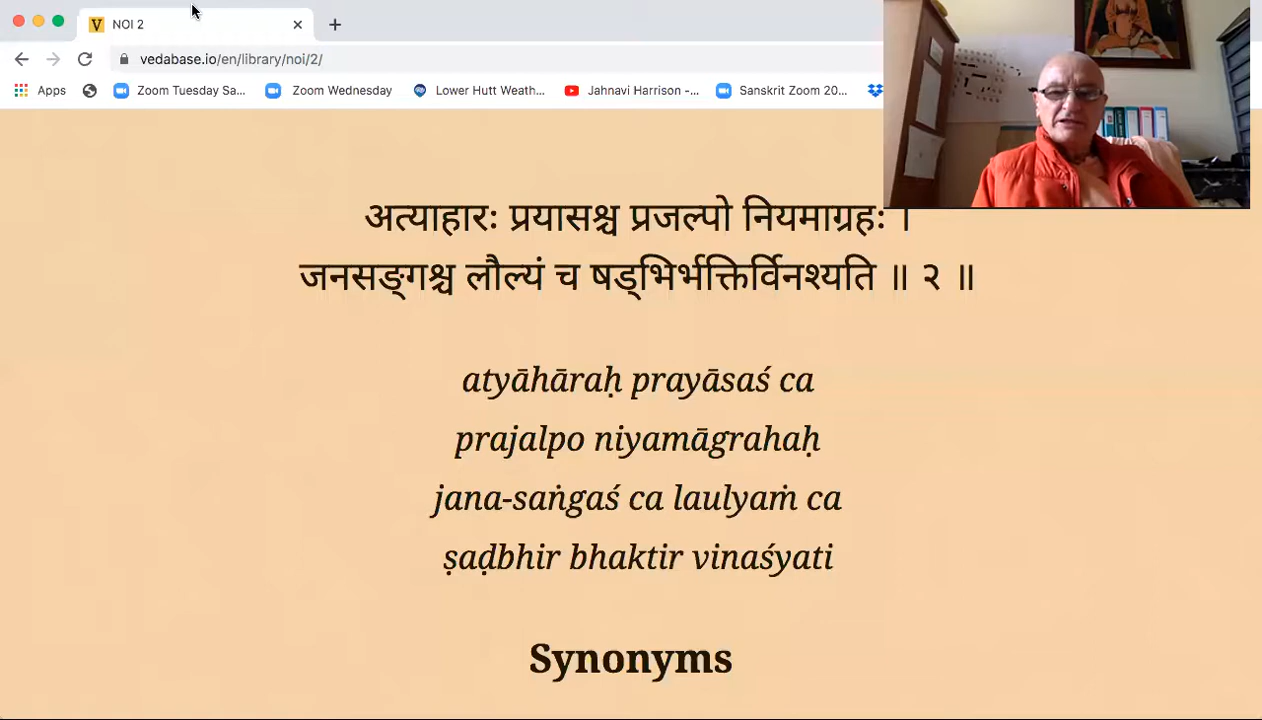 NOI 2
vedabase.io/en/library/noi/2/
Apps
Zoom Tuesday Sa...
Zoom Wednesday
Lower Hutt Weath...
Jahnavi Harrison -...
Sanskrit Zoom 20...
अत्याहारः प्रयासश्च प्रजल्पो नियमाग्रहः ।
जनसङ्गश्च लौल्यं च षड्‍भिर्भक्तिर्विनश्यति ॥ २ ॥
atyāhāraḥ prayāsaś ca
prajalpo niyamāgrahaḥ
jana-saṅgaś ca laulyaṁ ca
ṣaḍbhir bhaktir vinaśyati
Synonyms